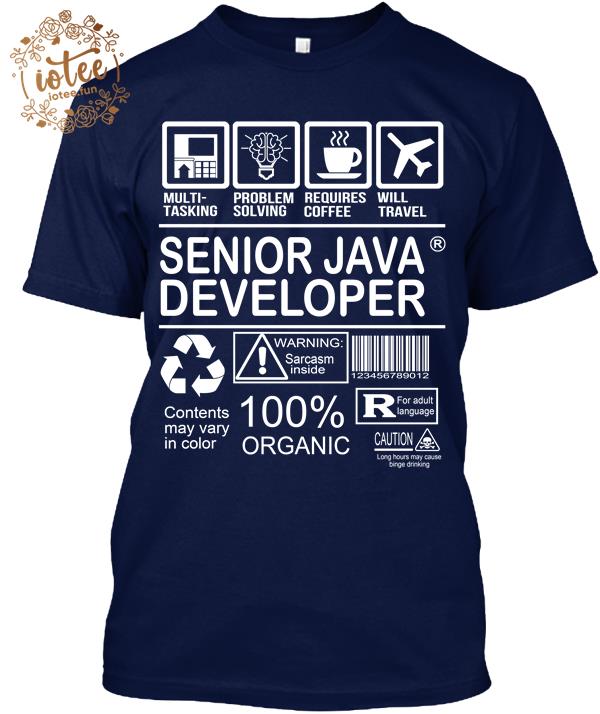 iotee
iotee.fun
MULTI-
TASKING
PROBLEM
SOLVING
REQUIRES
COFFEE
WILL
TRAVEL
SENIOR JAVA ®
DEVELOPER
WARNING:
Sarcasm
inside
123456789012
Contents
may vary
in color
100%
ORGANIC
R
For adult
language
CAUTION
Long hours may cause
binge drinking